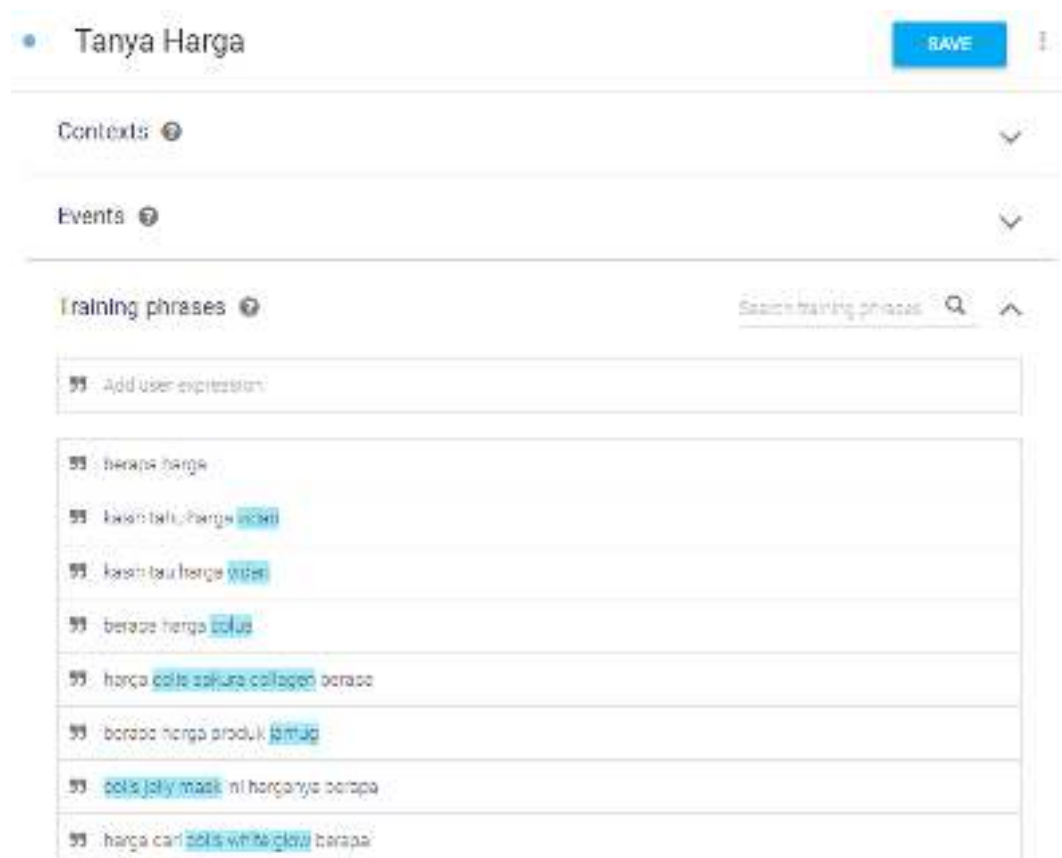 Tanya Harga
SAVE
Contexts
Events
Training phrases
Search training phrases
Add user expression
berapa harga
kasih tahu harga
kasih tau harga
berapa harga
harga sakura collagen berapa
berapa harga produk
jelly mask ini harganya berapa
harga dari white glow berapa